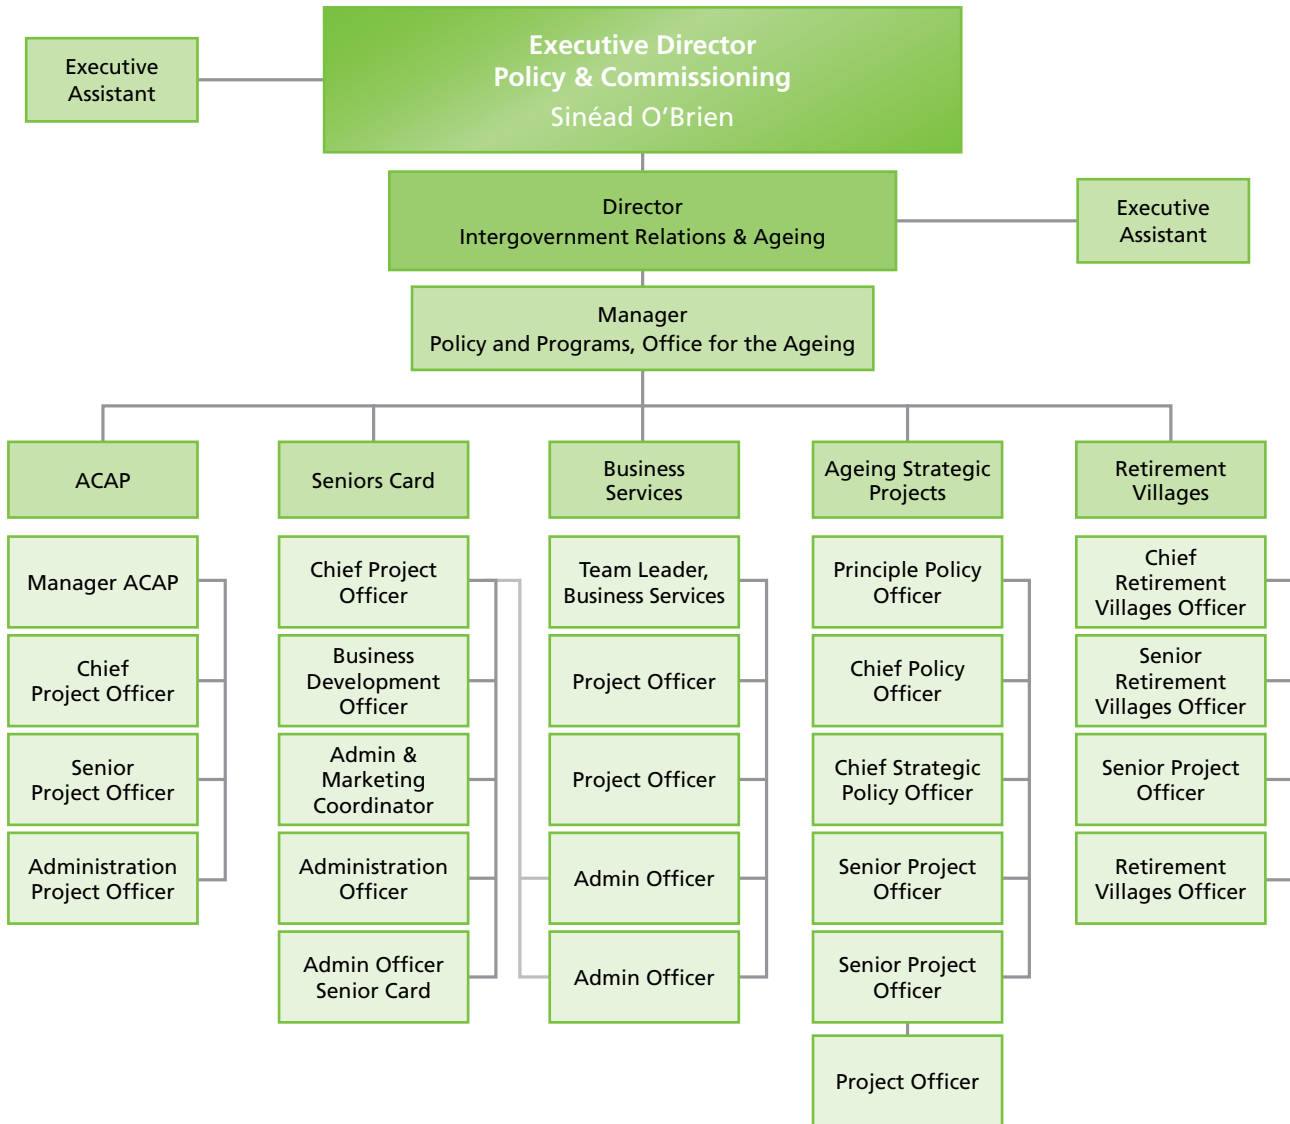 Executive Director
Policy & Commissioning
Sinéad O’Brien
Executive
Assistant
Director
Intergovernment Relations & Ageing
Executive
Assistant
Manager
Policy and Programs, Office for the Ageing
ACAP
Manager ACAP
Chief
Project Officer
Senior
Project Officer
Administration
Project Officer
Seniors Card
Chief Project
Officer
Business
Development
Officer
Admin &
Marketing
Coordinator
Administration
Officer
Admin Officer
Senior Card
Business
Services
Team Leader,
Business Services
Project Officer
Project Officer
Admin Officer
Admin Officer
Ageing Strategic
Projects
Principle Policy
Officer
Chief Policy
Officer
Chief Strategic
Policy Officer
Senior Project
Officer
Senior Project
Officer
Project Officer
Retirement
Villages
Chief
Retirement
Villages Officer
Senior
Retirement
Villages Officer
Senior Project
Officer
Retirement
Villages Officer